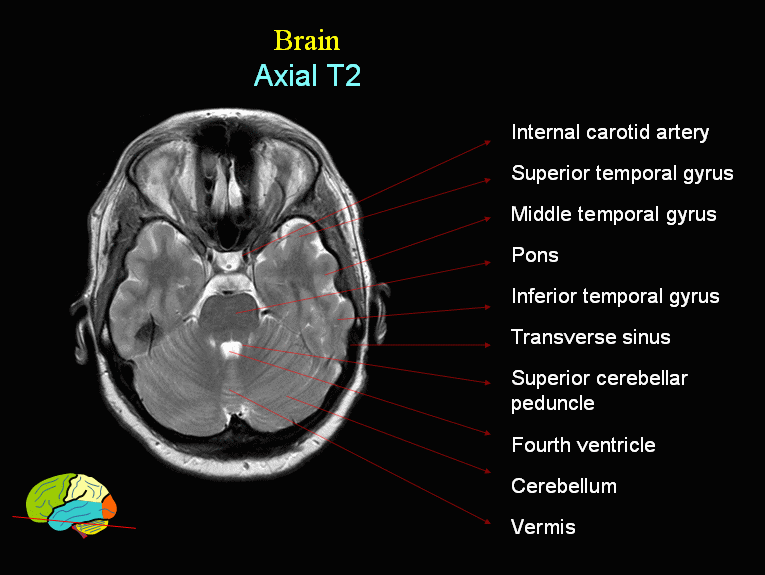 Brain
Axial T2
Internal carotid artery
Superior temporal gyrus
Middle temporal gyrus
Pons
Inferior temporal gyrus
Transverse sinus
Superior cerebellar
peduncle
Fourth ventricle
Cerebellum
Vermis